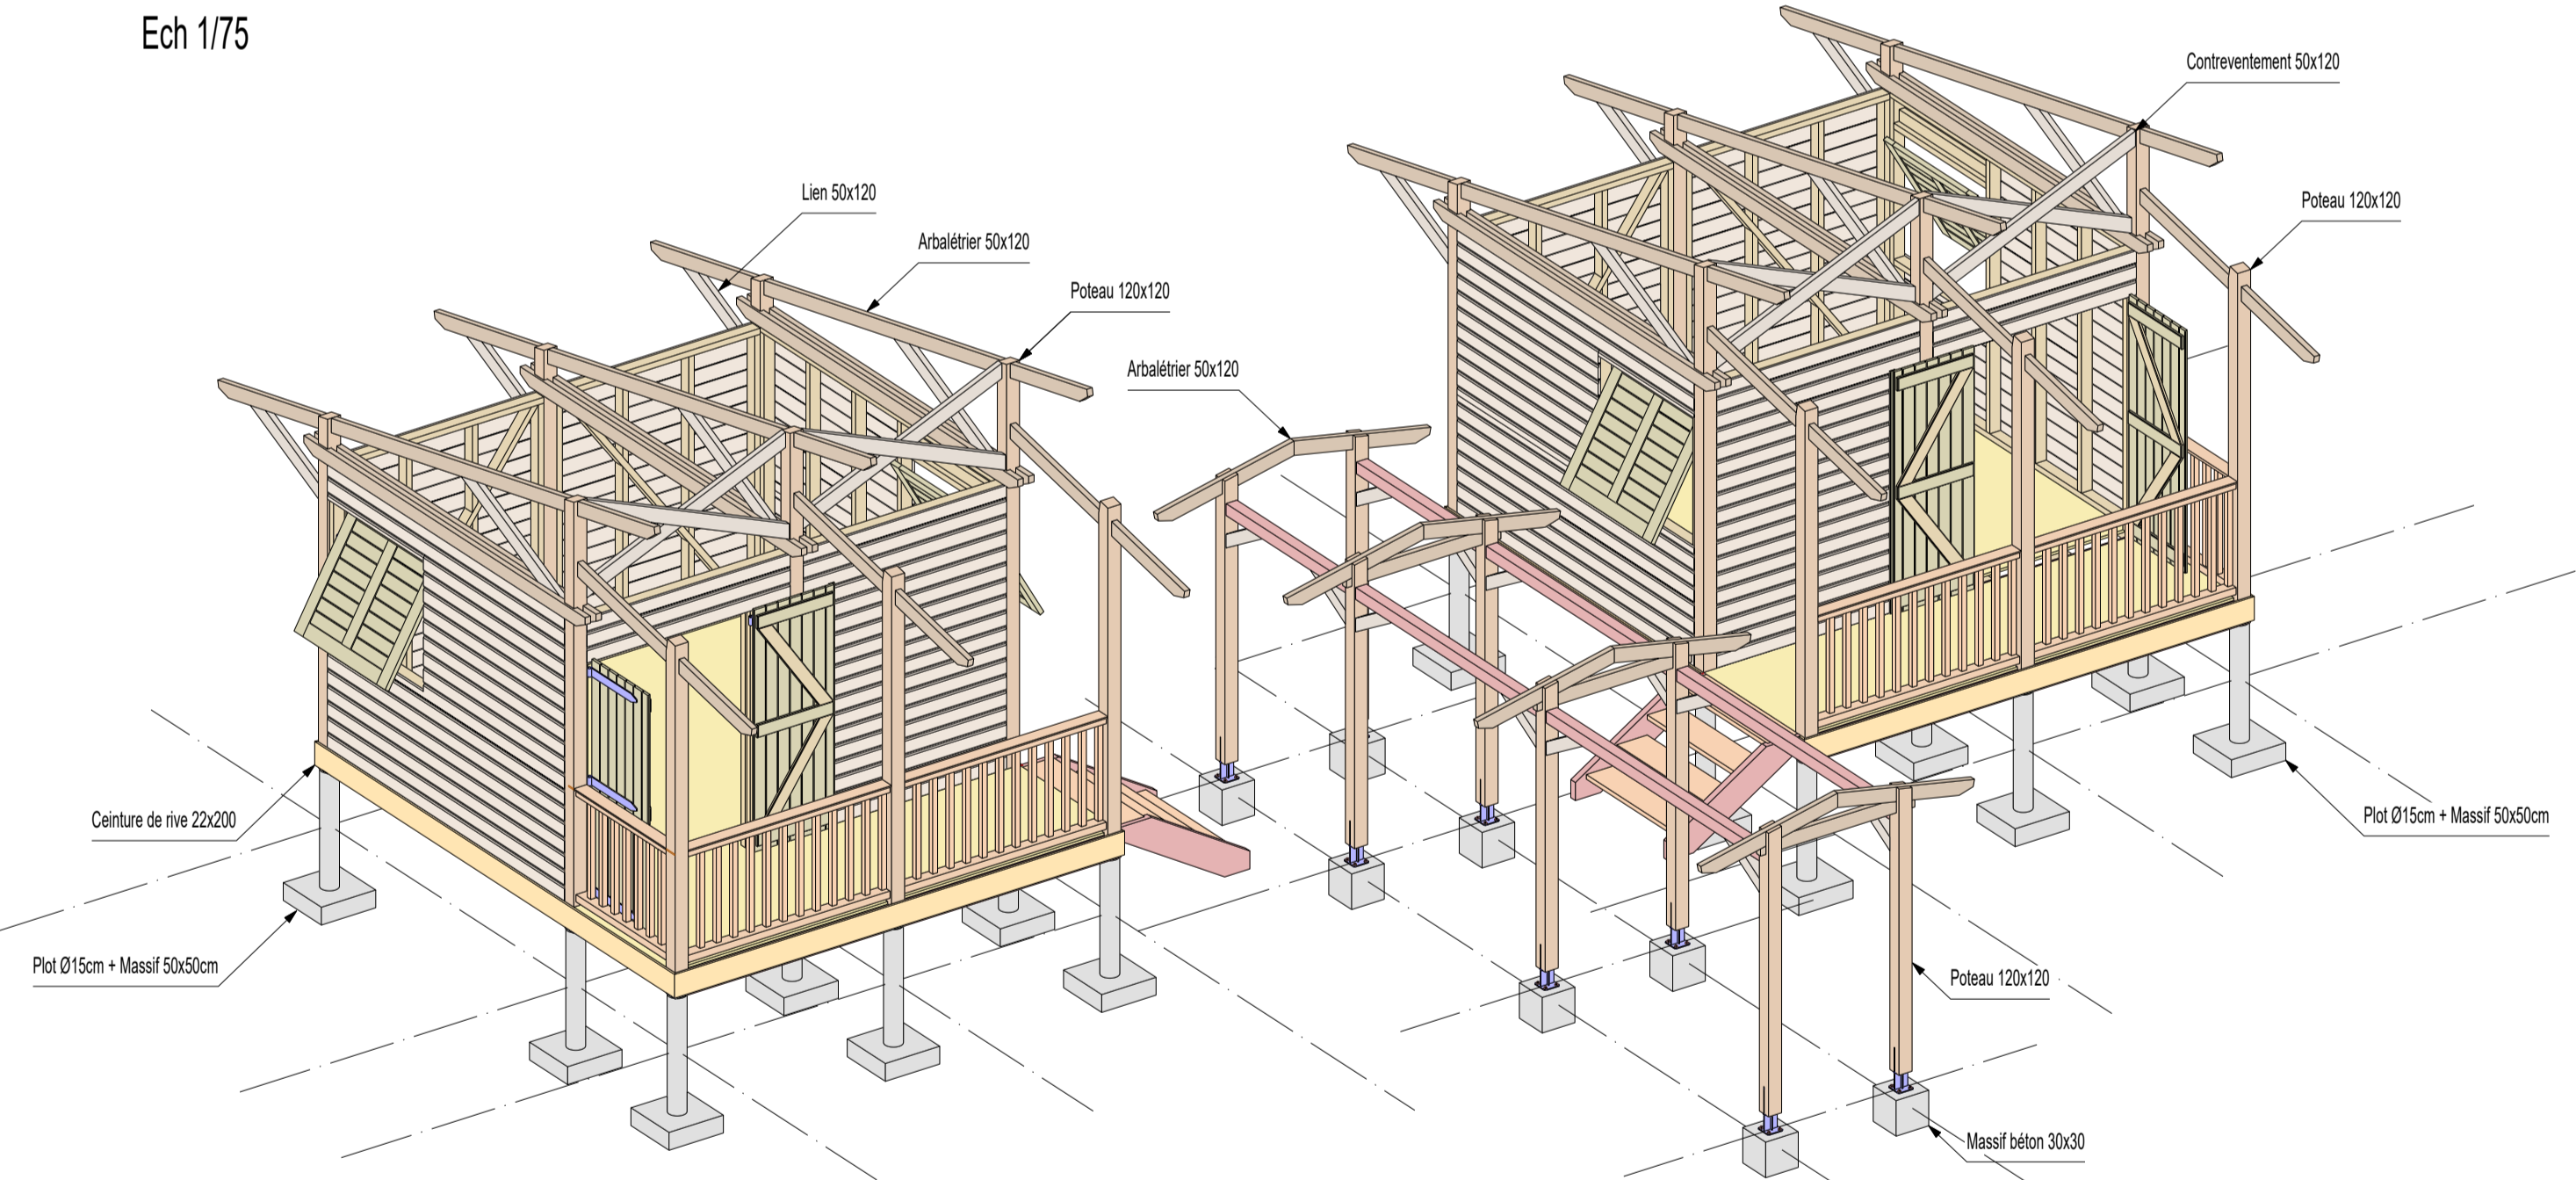 Ech 1/75
Contreventement 50x120
Lien 50x120
Poteau 120x120
Arbalétrier 50x120
Poteau 120x120
Arbalétrier 50x120
Ceinture de rive 22x200
Plot Ø15cm + Massif 50x50cm
Plot Ø15cm + Massif 50x50cm
Poteau 120x120
Massif béton 30x30